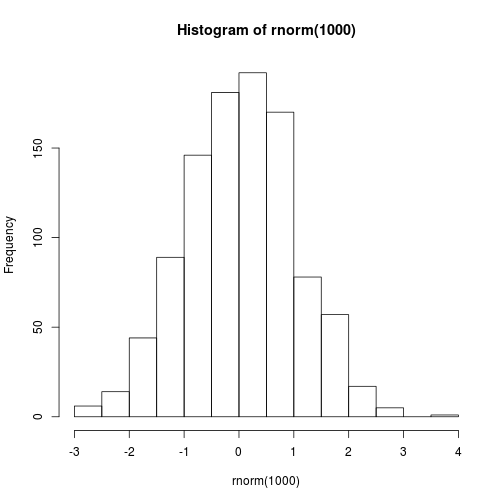 Histogram of rnorm(1000)
Frequency
150
100
50
0
-3 -2 -1 0 1 2 3 4
rnorm(1000)